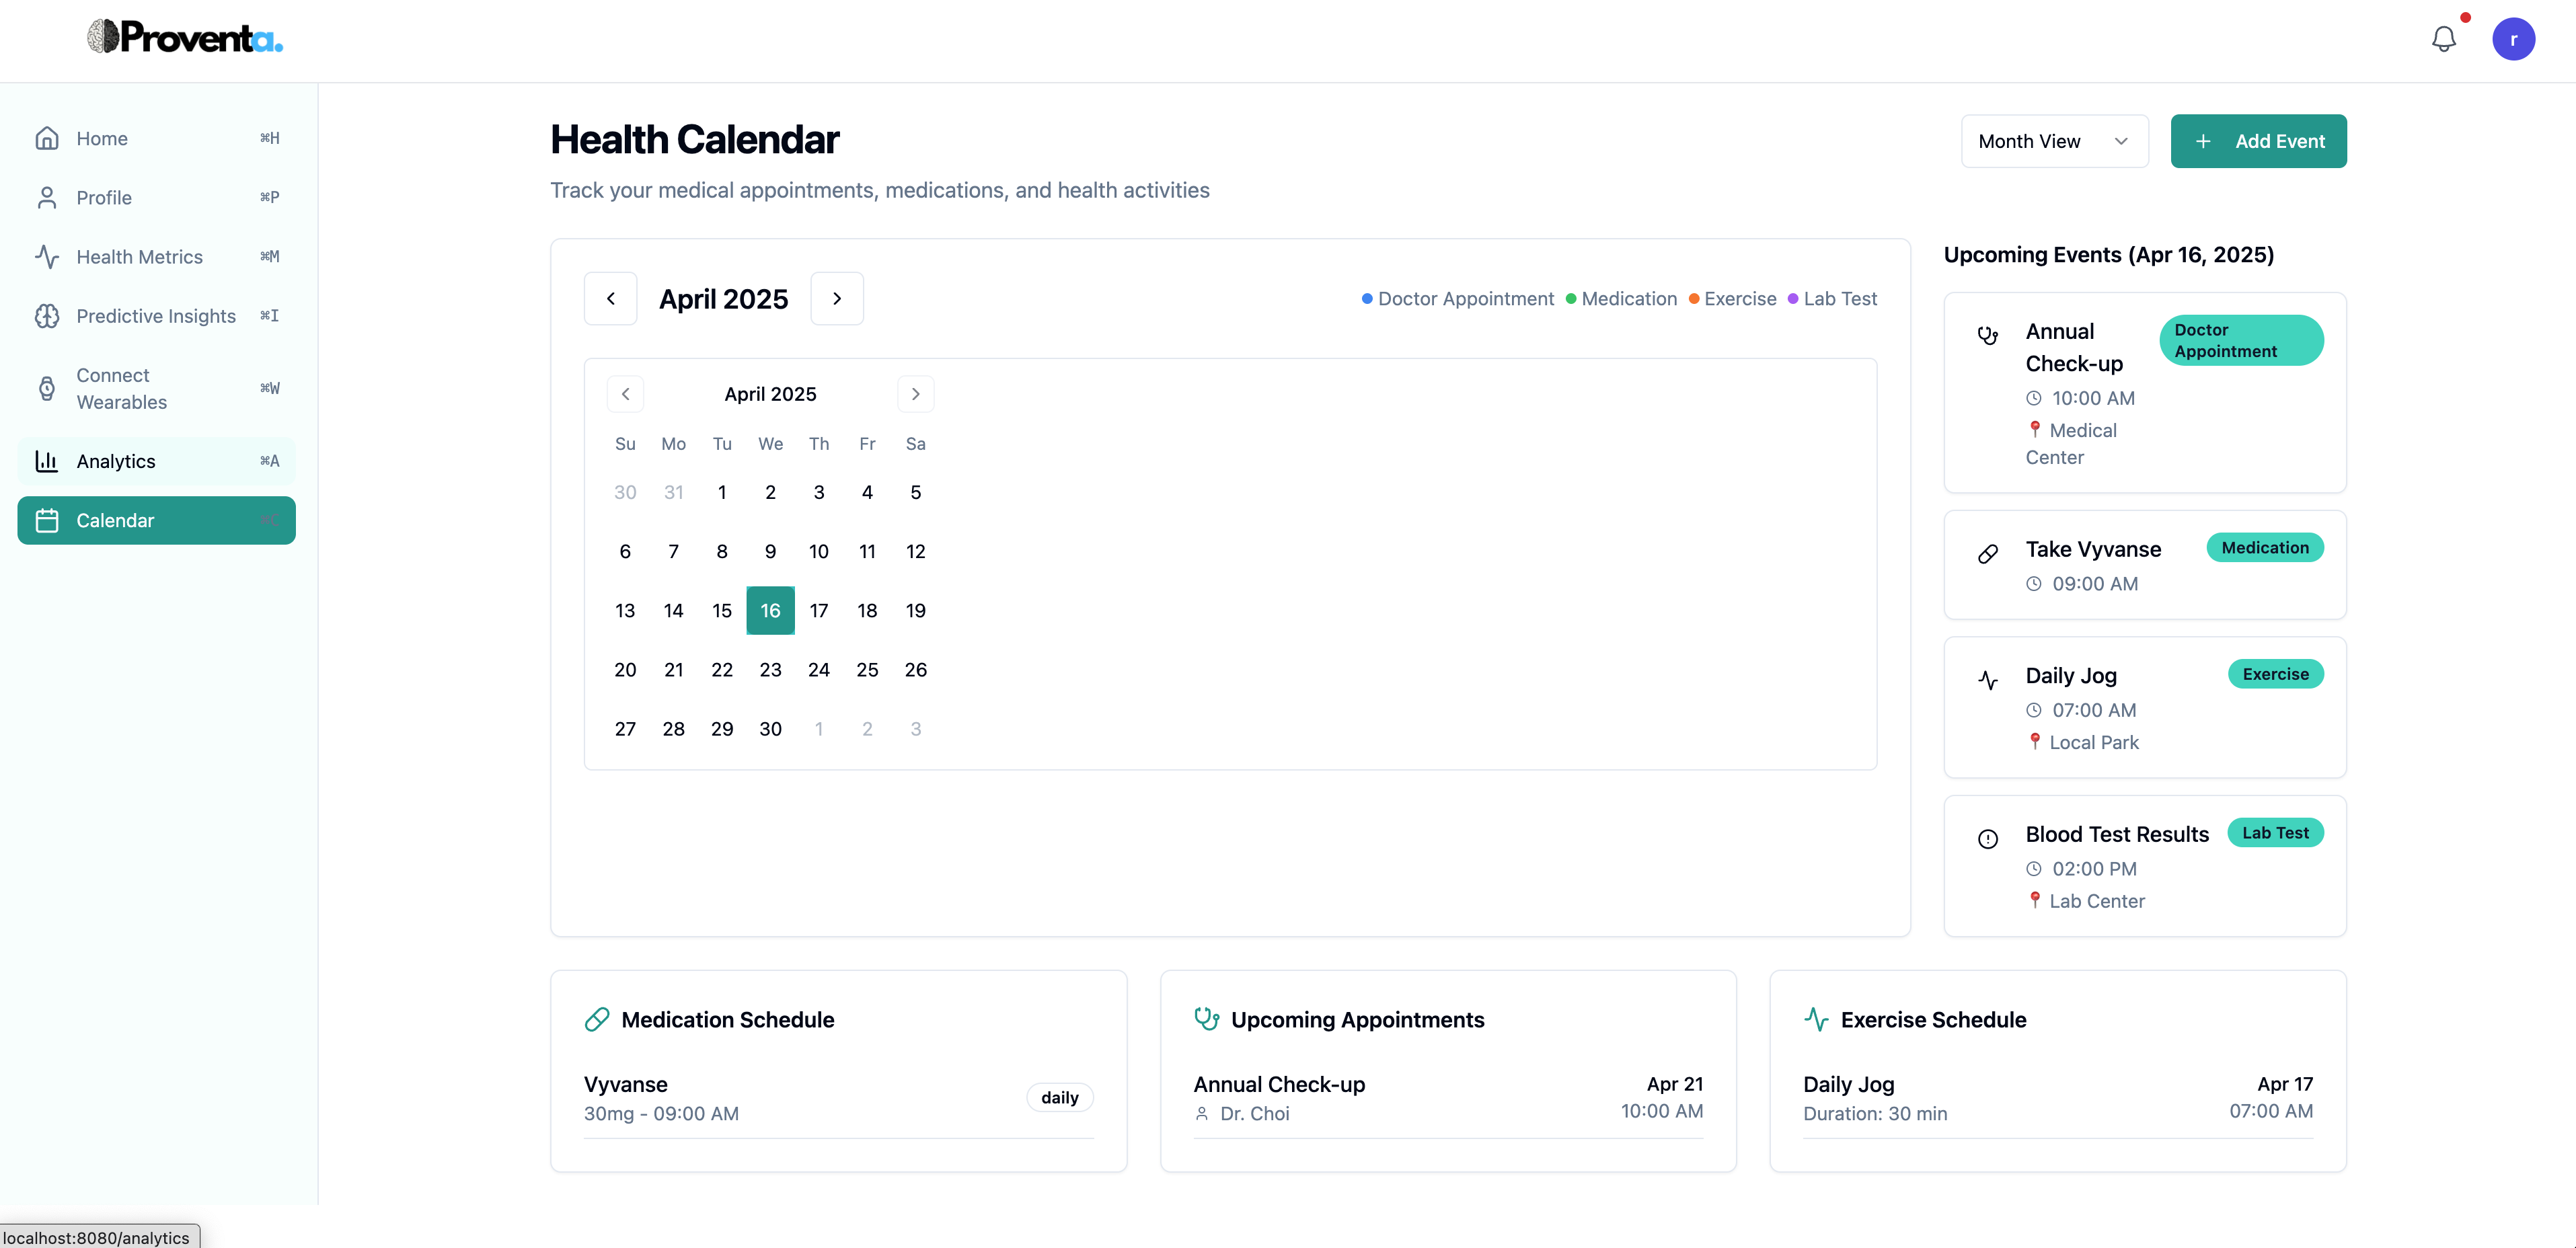 Proventa.
r
Home ⌘H
Profile ⌘P
Health Metrics ⌘M
Predictive Insights ⌘I
Connect
Wearables ⌘W
Analytics ⌘A
Calendar ⌘C
Health Calendar
Track your medical appointments, medications, and health activities
Month View
+ Add Event
April 2025
Doctor Appointment Medication Exercise Lab Test
April 2025
Su Mo Tu We Th Fr Sa
30 31 1 2 3 4 5
6 7 8 9 10 11 12
13 14 15 16 17 18 19
20 21 22 23 24 25 26
27 28 29 30 1 2 3
Upcoming Events (Apr 16, 2025)
Annual
Check-up
Doctor
Appointment
10:00 AM
Medical
Center
Take Vyvanse
Medication
09:00 AM
Daily Jog
Exercise
07:00 AM
Local Park
Blood Test Results
Lab Test
02:00 PM
Lab Center
Medication Schedule
Vyvanse
30mg - 09:00 AM
daily
Upcoming Appointments
Annual Check-up
Dr. Choi
Apr 21
10:00 AM
Exercise Schedule
Daily Jog
Duration: 30 min
Apr 17
07:00 AM
localhost:8080/analytics